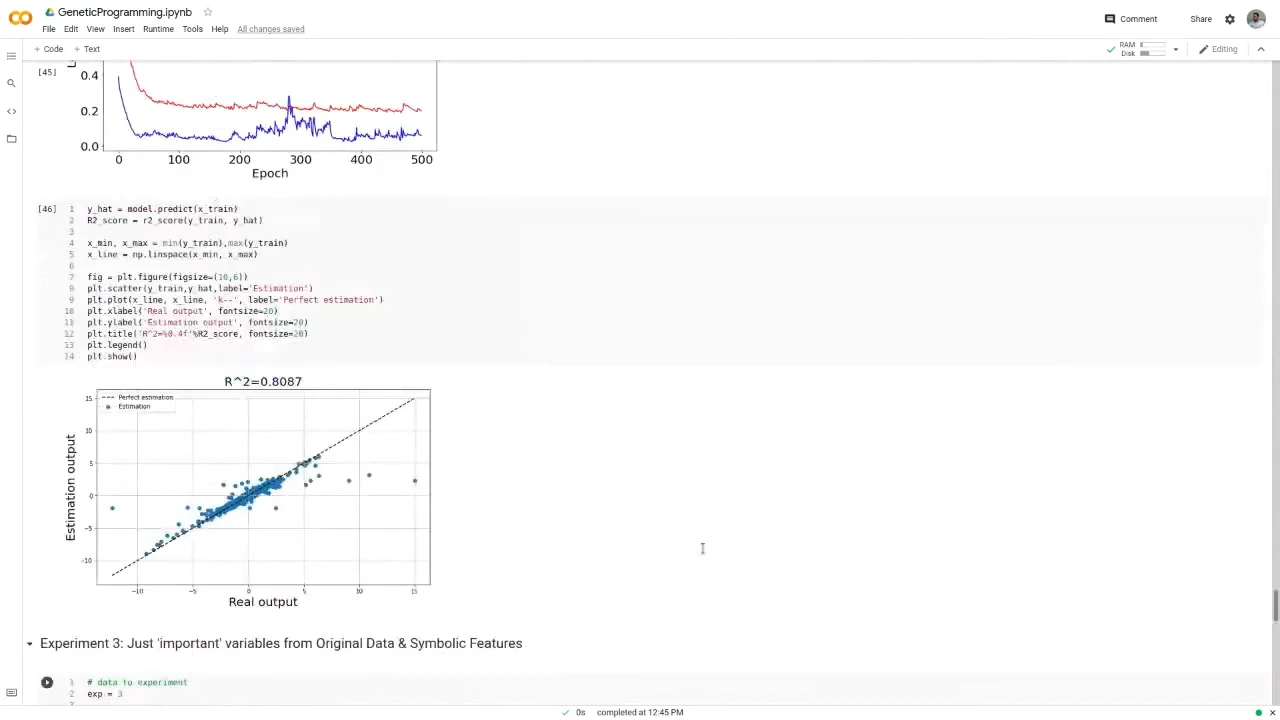 GeneticProgramming.ipynb
File Edit View Insert Runtime Tools Help All changes saved
Comment Share
+ Code + Text
RAM
Disk
Editing
[45]
0.4
0.2
0.0
0 100 200 300 400 500
Epoch
[46] 1 y_hat = model.predict(x_train)
2 R2_score = r2_score(y_train, y_hat)
3
4 x_min, x_max = min(y_train),max(y_train)
5 x_line = np.linspace(x_min, x_max)
6
7 fig = plt.figure(figsize=(10,6))
8 plt.scatter(y_train,y_hat,label='Estimation')
9 plt.plot(x_line, x_line, 'k--', label='Perfect estimation')
10 plt.xlabel('Real output', fontsize=20)
11 plt.ylabel('Estimation output', fontsize=20)
12 plt.title('R^2=%0.4f'%R2_score, fontsize=20)
13 plt.legend()
14 plt.show()
R^2=0.8087
Perfect estimation
Estimation
15
10
5
0
−5
−10
Estimation output
−10 −5 0 5 10 15
Real output
Experiment 3: Just 'important' variables from Original Data & Symbolic Features
1 # data to experiment
2 exp = 3
0s completed at 12:45 PM